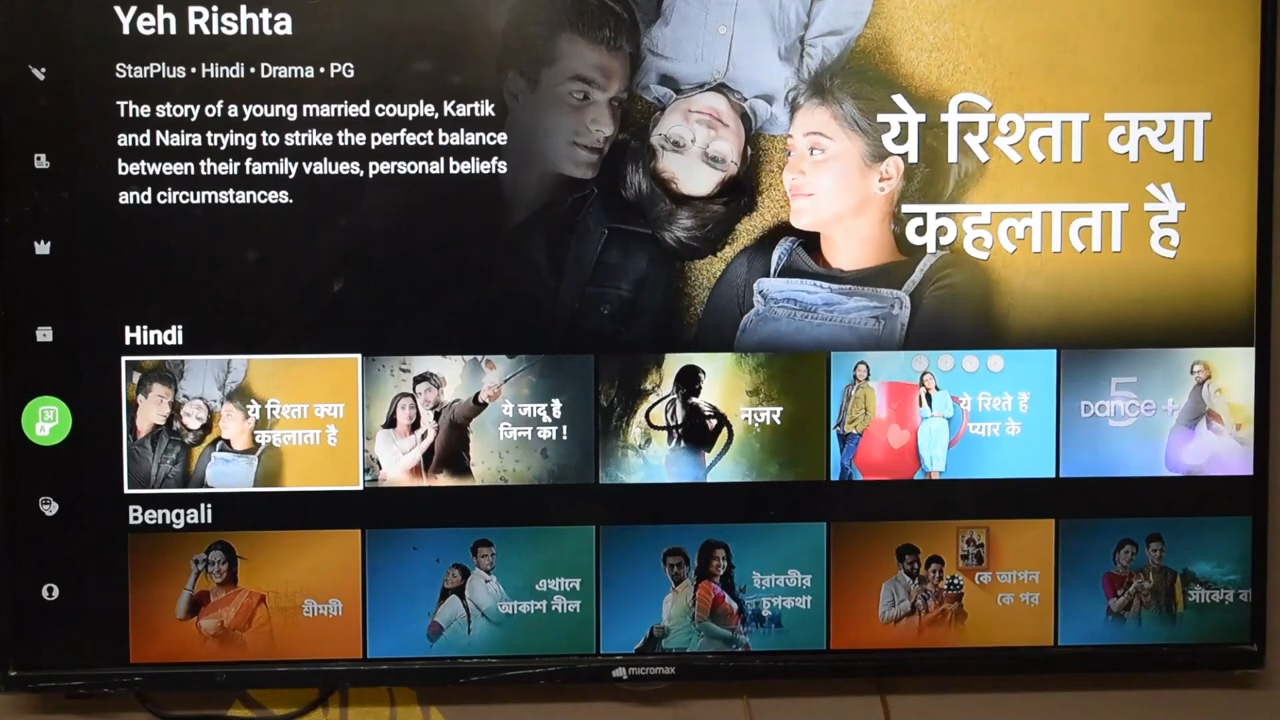 Yeh Rishta
StarPlus • Hindi • Drama • PG
The story of a young married couple, Kartik
and Naira trying to strike the perfect balance
between their family values, personal beliefs
and circumstances.
ये रिश्ता क्या
कहलाता है
Hindi
ये रिश्ता क्या
कहलाता है
ये जादू है
जिन्न का !
नज़र
ये रिश्ते हैं
प्यार के
Dance + 5
अ
A
Bengali
শ্রীময়ী
এখানে
আকাশ নীল
ইরাবতীর
চুপকথা
কে আপন
কে পর
সাঁঝের বা
micromax